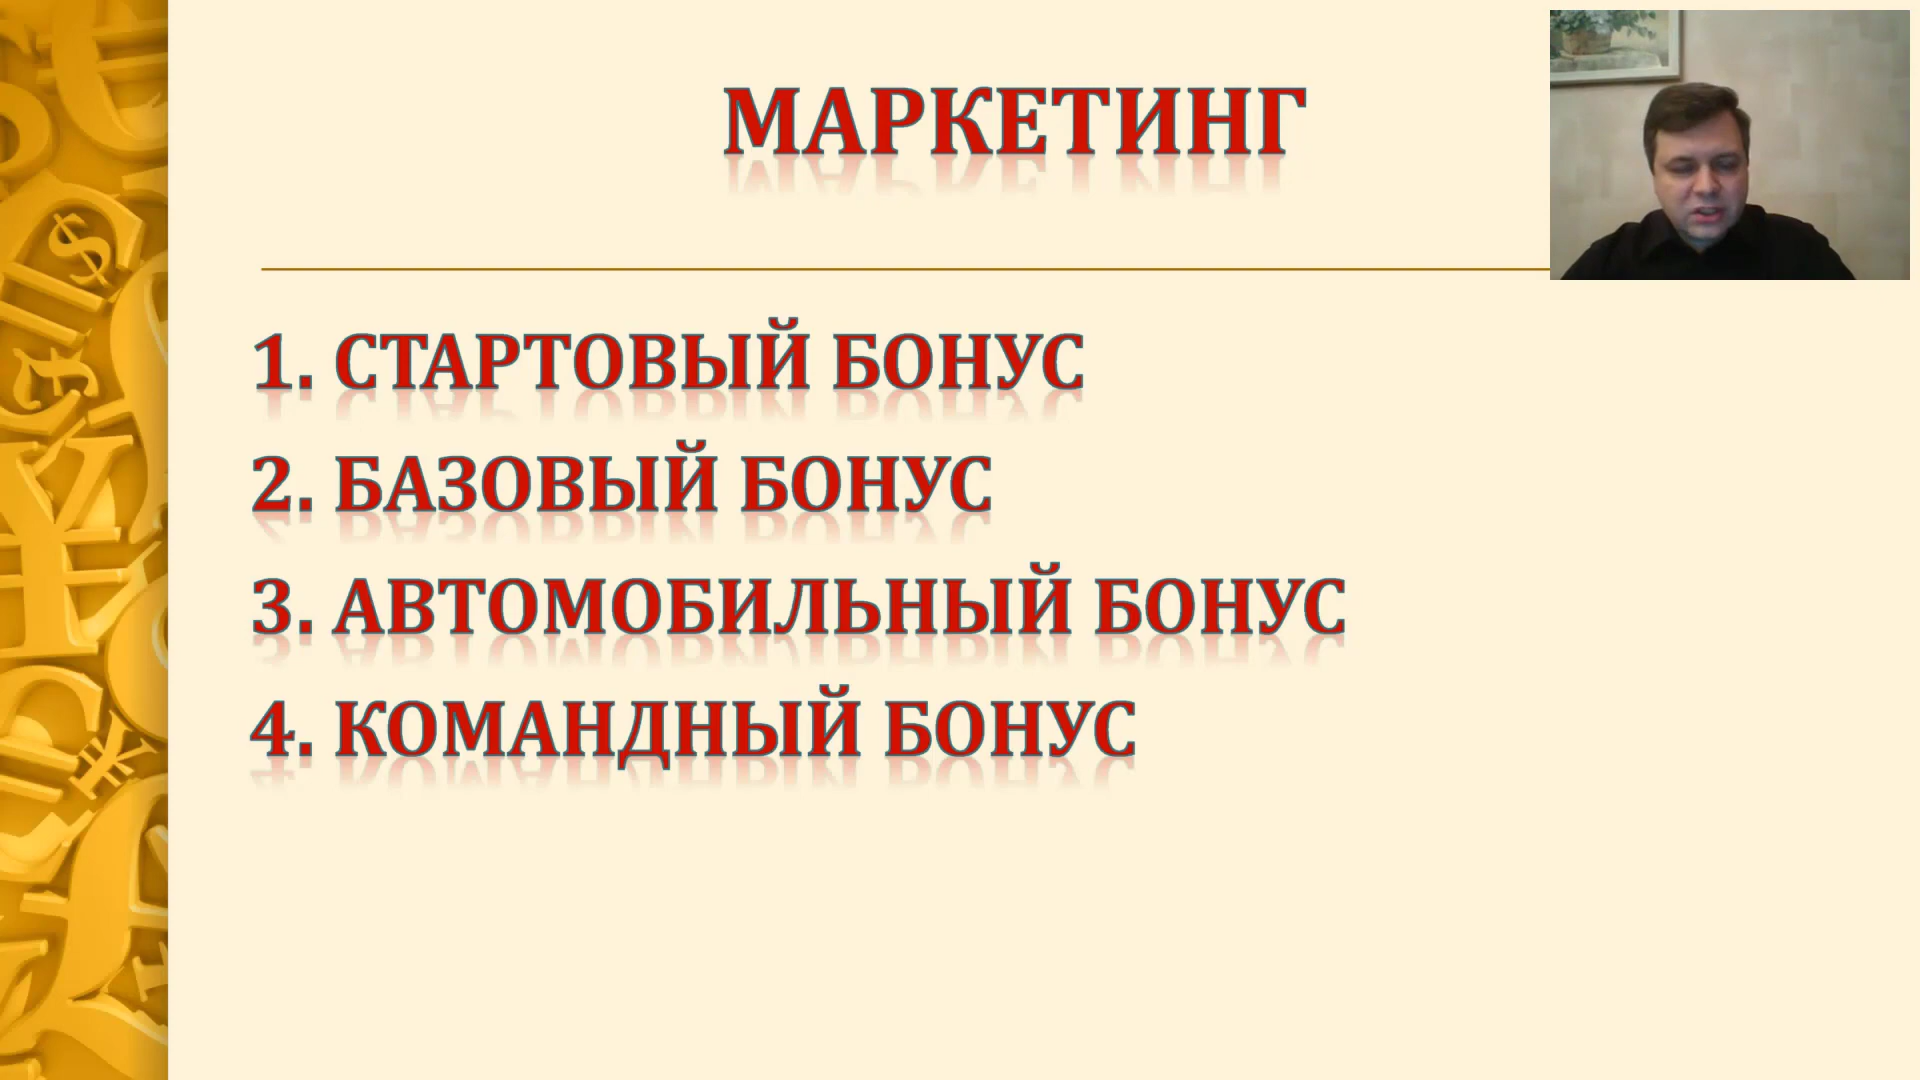 МАРКЕТИНГ
1. СТАРТОВЫЙ БОНУС
2. БАЗОВЫЙ БОНУС
3. АВТОМОБИЛЬНЫЙ БОНУС
4. КОМАНДНЫЙ БОНУС